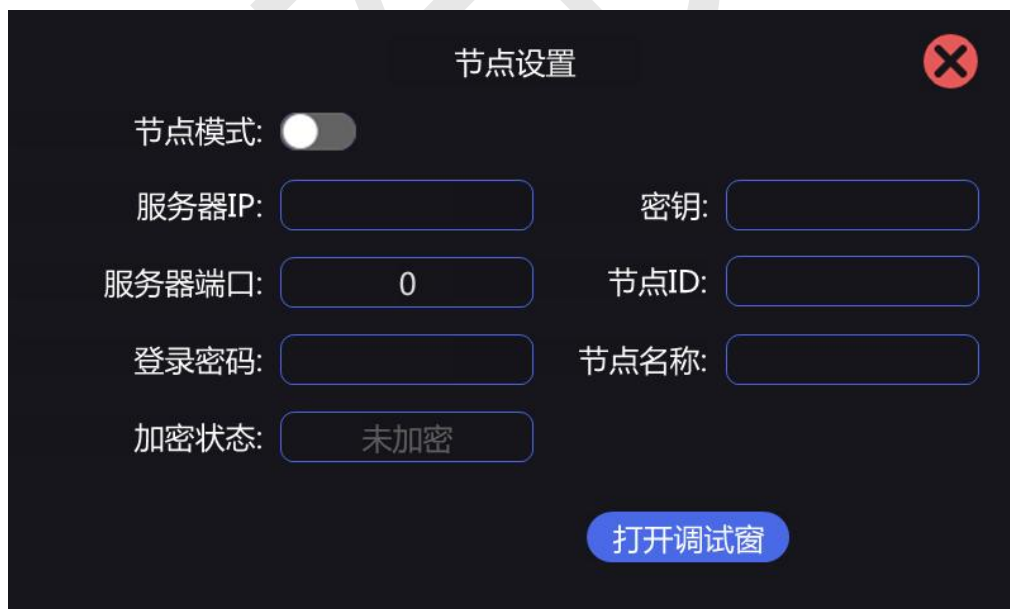 节点设置
节点模式:
服务器IP: 密钥:
服务器端口: 0 节点ID:
登录密码: 节点名称:
加密状态: 未加密
打开调试窗